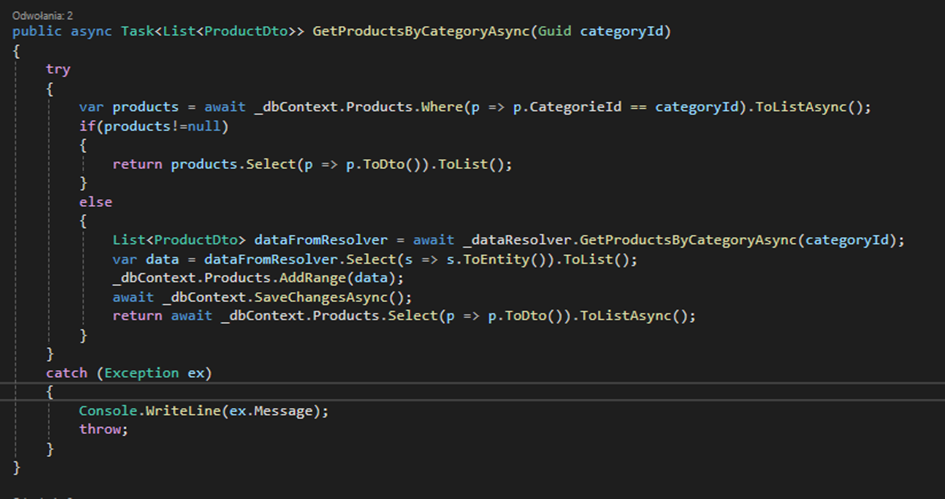 Odwołania: 2
public async Task<List<ProductDto>> GetProductsByCategoryAsync(Guid categoryId)
{
    try
    {
        var products = await _dbContext.Products.Where(p => p.CategorieId == categoryId).ToListAsync();
        if(products!=null)
        {
            return products.Select(p => p.ToDto()).ToList();
        }
        else
        {
            List<ProductDto> dataFromResolver = await _dataResolver.GetProductsByCategoryAsync(categoryId);
            var data = dataFromResolver.Select(s => s.ToEntity()).ToList();
            _dbContext.Products.AddRange(data);
            await _dbContext.SaveChangesAsync();
            return await _dbContext.Products.Select(p => p.ToDto()).ToListAsync();
        }
    }
    catch (Exception ex)
    {
        Console.WriteLine(ex.Message);
        throw;
    }
}